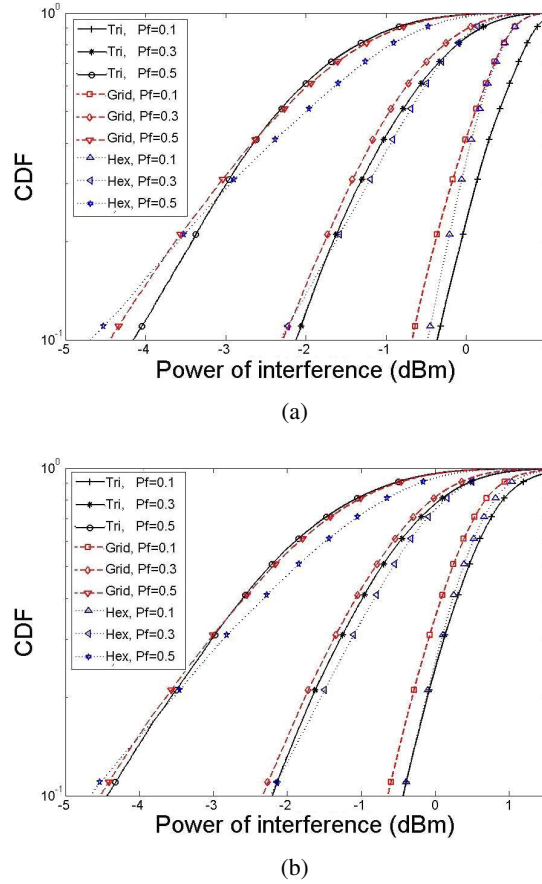 10^0
Tri, Pf=0.1
Tri, Pf=0.3
Tri, Pf=0.5
Grid, Pf=0.1
Grid, Pf=0.3
Grid, Pf=0.5
Hex, Pf=0.1
Hex, Pf=0.3
Hex, Pf=0.5
CDF
10^-1
-5 -4 -3 -2 -1 0
Power of interference (dBm)
(a)
10^0
Tri, Pf=0.1
Tri, Pf=0.3
Tri, Pf=0.5
Grid, Pf=0.1
Grid, Pf=0.3
Grid, Pf=0.5
Hex, Pf=0.1
Hex, Pf=0.3
Hex, Pf=0.5
CDF
10^-1
-5 -4 -3 -2 -1 0 1
Power of interference (dBm)
(b)